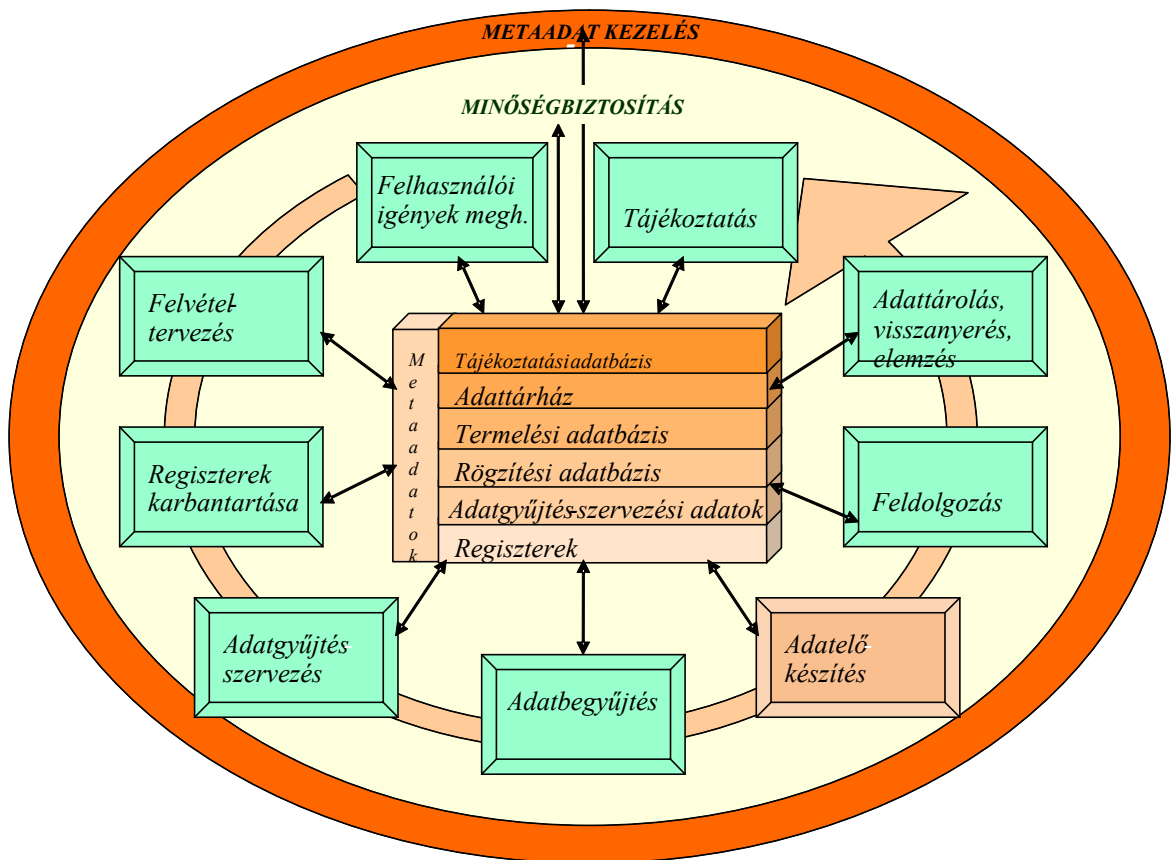 METAADAT KEZELÉS
MINŐSÉGBIZTOSÍTÁS
Felhasználói
igények megh.
Tájékoztatás
Felvétel-
tervezés
Adattárolás,
visszanyerés,
elemzés
Metaadatok
Tájékoztatási adatbázis
Adattárház
Termelési adatbázis
Rögzítési adatbázis
Adatgyűjtés-szervezési adatok
Regiszterek
Regiszterek
karbantartása
Feldolgozás
Adatgyűjtés-
szervezés
Adatbegyűjtés
Adatelő-
készítés